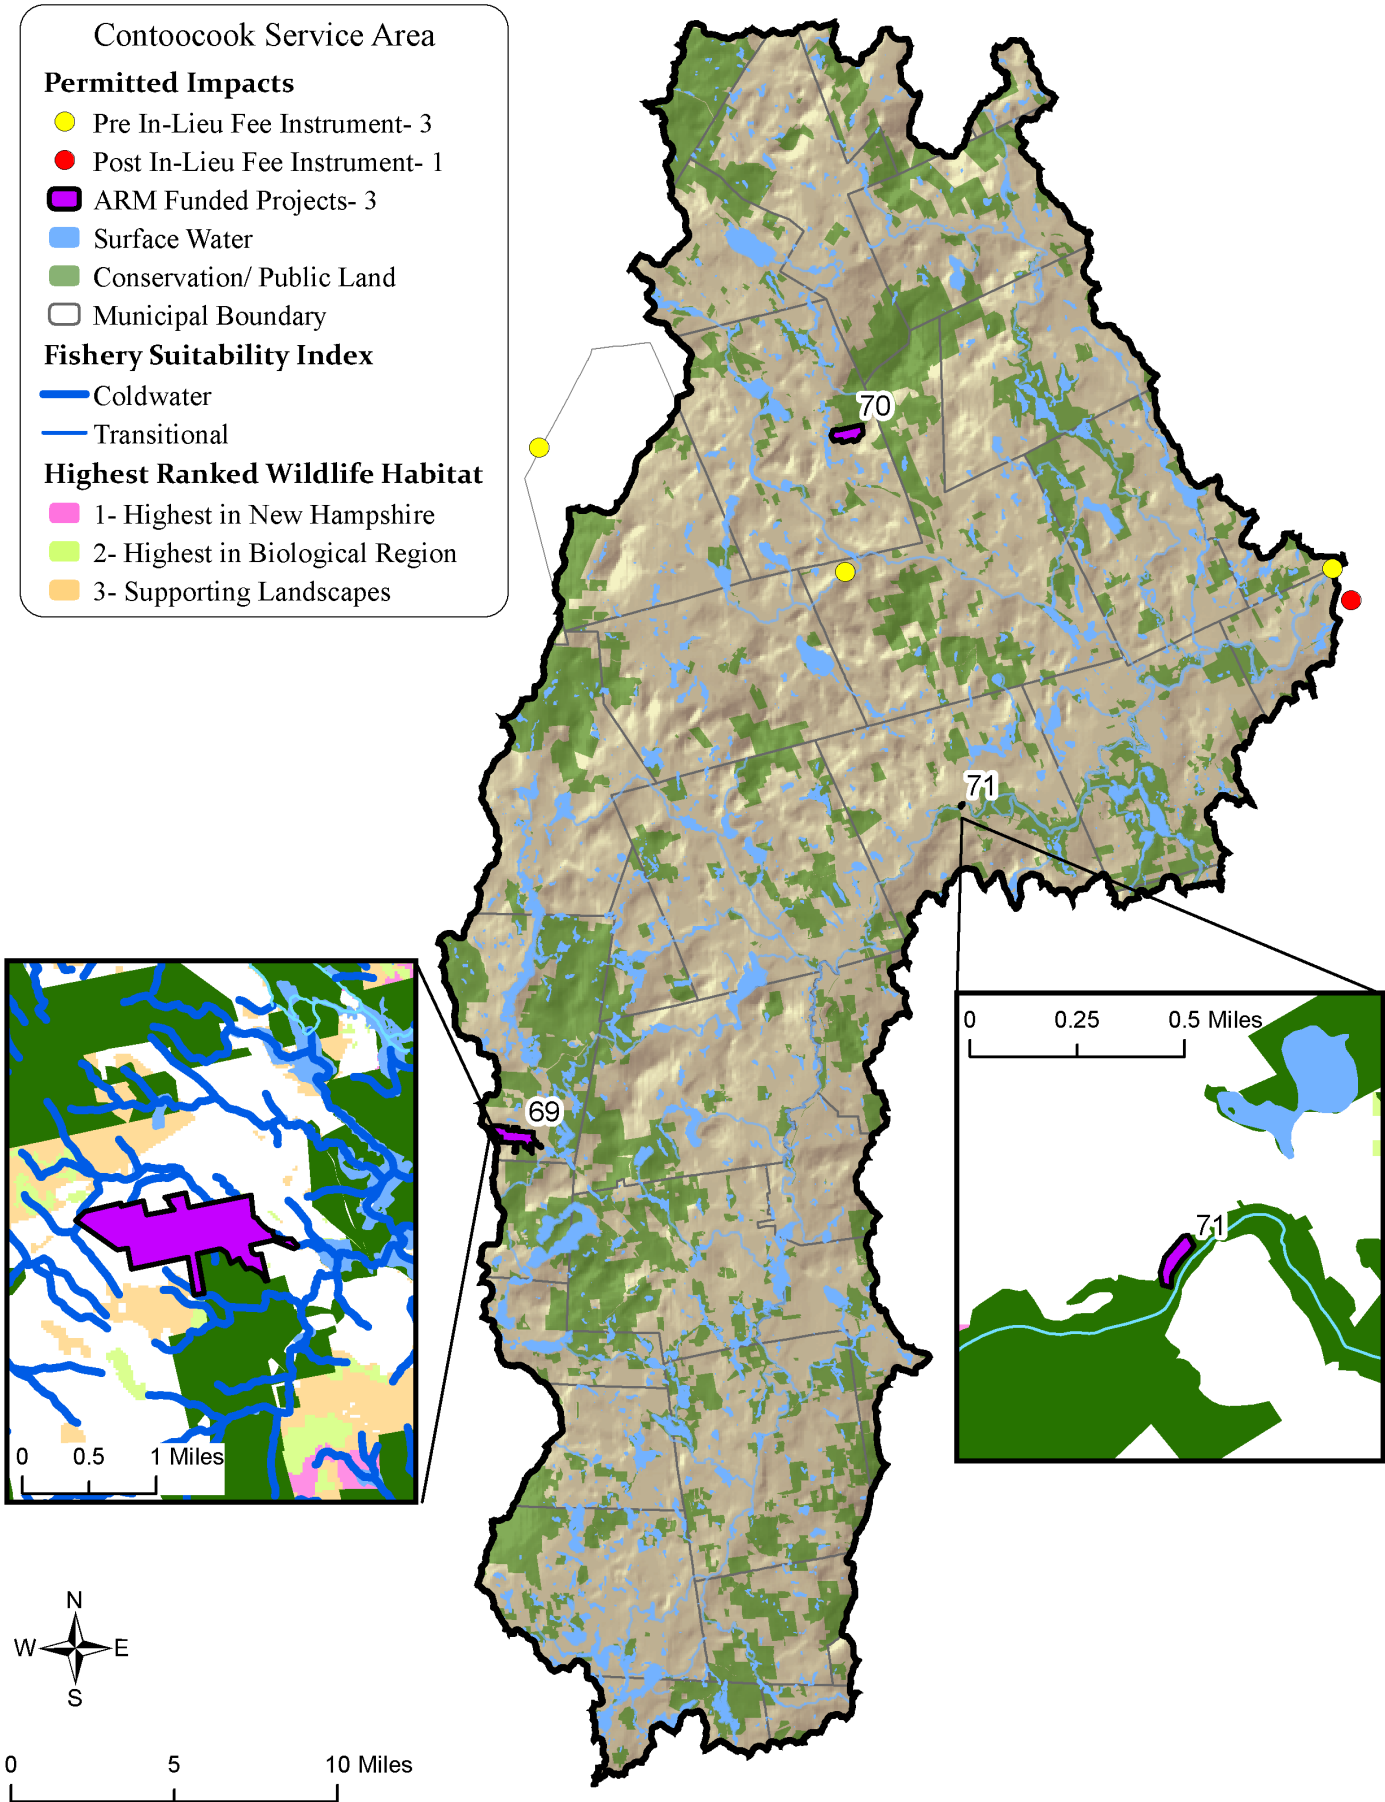 Contoocook Service Area
Permitted Impacts
Pre In-Lieu Fee Instrument- 3
Post In-Lieu Fee Instrument- 1
ARM Funded Projects- 3
Surface Water
Conservation/ Public Land
Municipal Boundary
Fishery Suitability Index
Coldwater
Transitional
Highest Ranked Wildlife Habitat
1- Highest in New Hampshire
2- Highest in Biological Region
3- Supporting Landscapes
70
71
69
0 0.25 0.5 Miles
71
0 0.5 1 Miles
N
W E
S
0 5 10 Miles